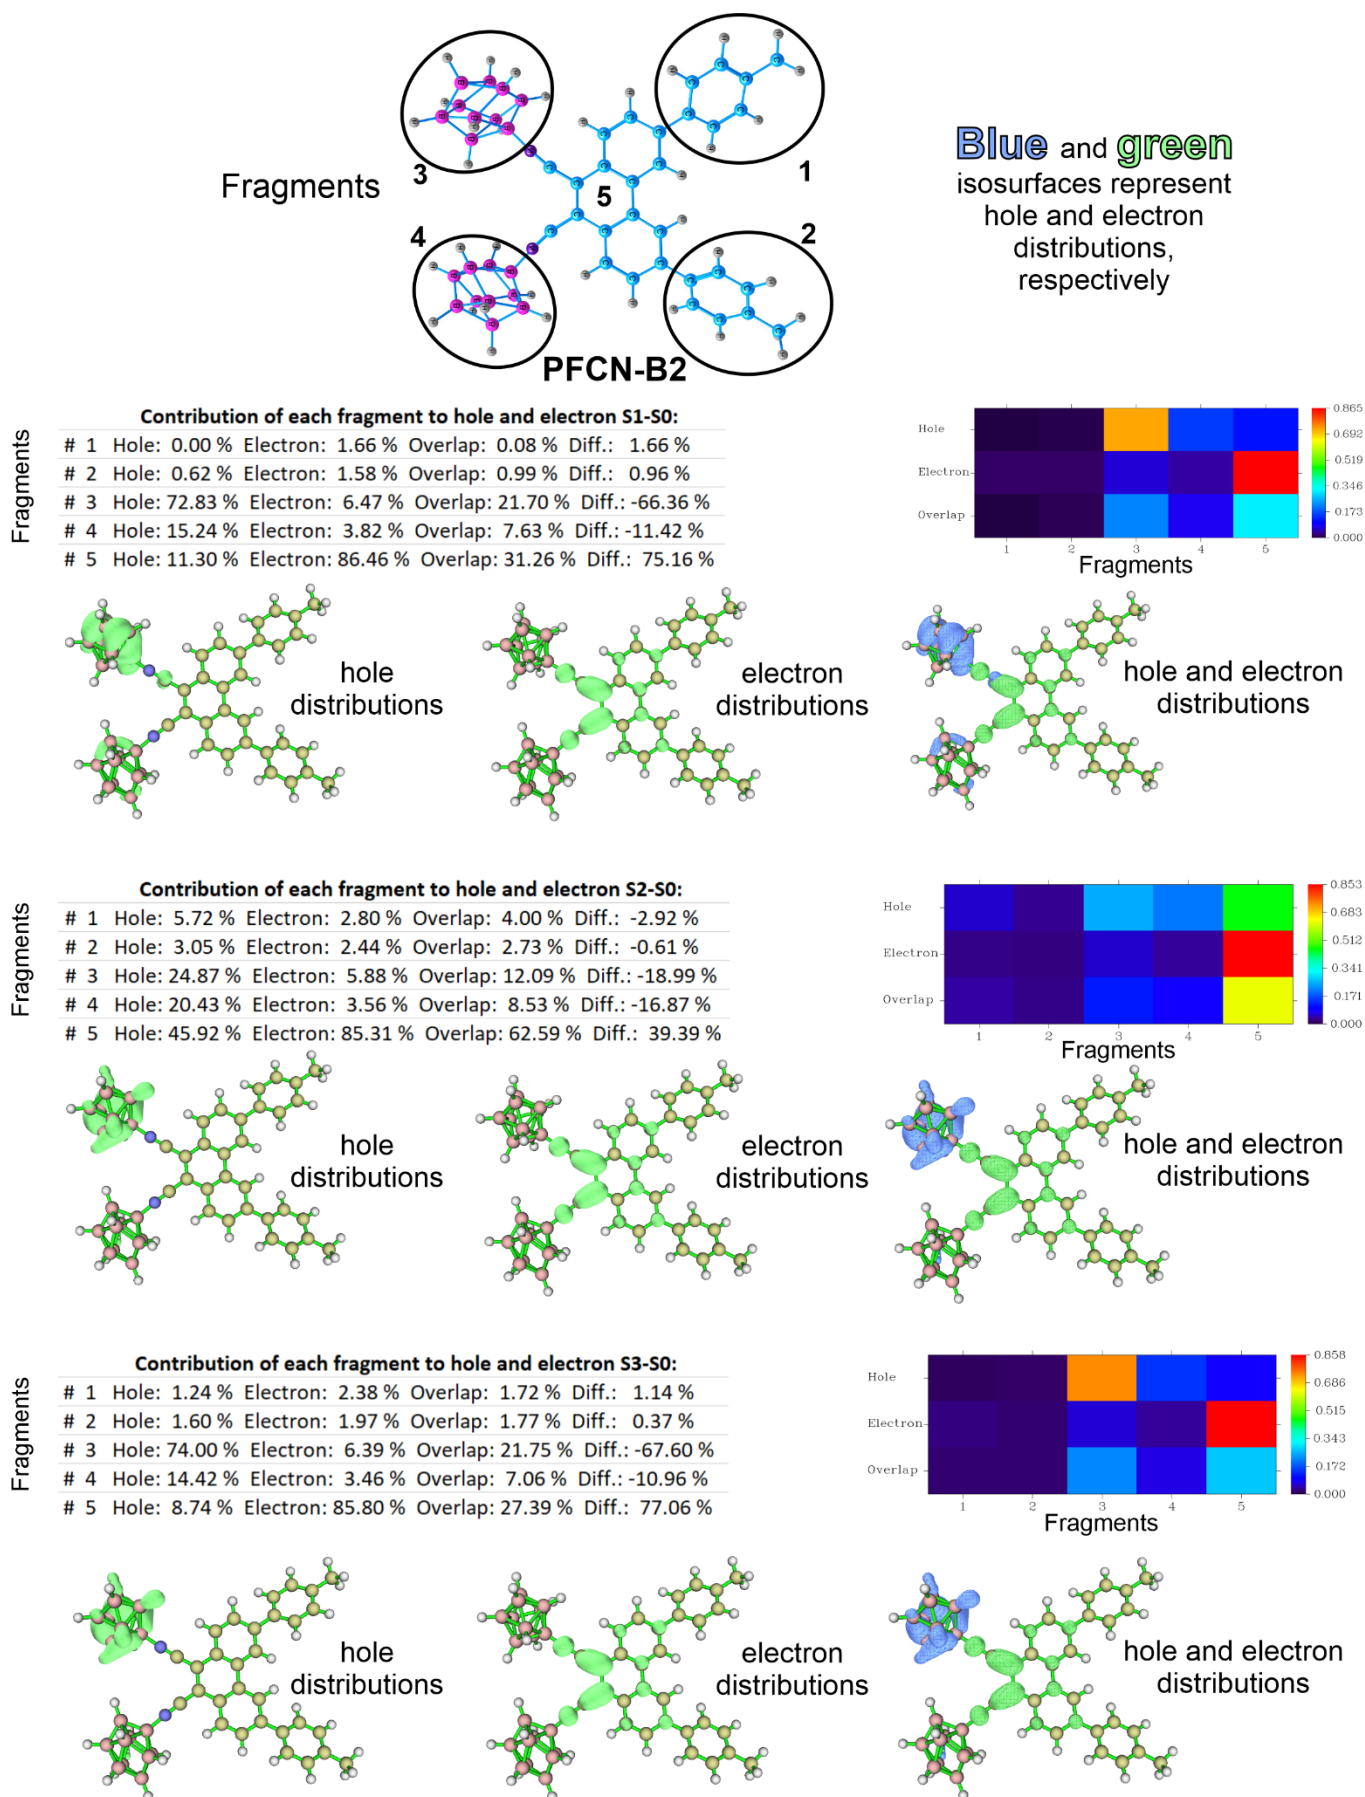 Fragments
3
4
5
1
2
PFCN-B2
Blue and green
isosurfaces represent
hole and electron
distributions,
respectively
Fragments
Contribution of each fragment to hole and electron S1-S0:
# 1 Hole: 0.00 % Electron: 1.66 % Overlap: 0.08 % Diff.: 1.66 %
# 2 Hole: 0.62 % Electron: 1.58 % Overlap: 0.99 % Diff.: 0.96 %
# 3 Hole: 72.83 % Electron: 6.47 % Overlap: 21.70 % Diff.: -66.36 %
# 4 Hole: 15.24 % Electron: 3.82 % Overlap: 7.63 % Diff.: -11.42 %
# 5 Hole: 11.30 % Electron: 86.46 % Overlap: 31.26 % Diff.: 75.16 %
Hole
Electron
Overlap
1 2 3 4 5
Fragments
0.865
0.692
0.519
0.346
0.173
0.000
hole
distributions
electron
distributions
hole and electron
distributions
Fragments
Contribution of each fragment to hole and electron S2-S0:
# 1 Hole: 5.72 % Electron: 2.80 % Overlap: 4.00 % Diff.: -2.92 %
# 2 Hole: 3.05 % Electron: 2.44 % Overlap: 2.73 % Diff.: -0.61 %
# 3 Hole: 24.87 % Electron: 5.88 % Overlap: 12.09 % Diff.: -18.99 %
# 4 Hole: 20.43 % Electron: 3.56 % Overlap: 8.53 % Diff.: -16.87 %
# 5 Hole: 45.92 % Electron: 85.31 % Overlap: 62.59 % Diff.: 39.39 %
Hole
Electron
Overlap
1 2 3 4 5
Fragments
0.853
0.683
0.512
0.341
0.171
0.000
hole
distributions
electron
distributions
hole and electron
distributions
Fragments
Contribution of each fragment to hole and electron S3-S0:
# 1 Hole: 1.24 % Electron: 2.38 % Overlap: 1.72 % Diff.: 1.14 %
# 2 Hole: 1.60 % Electron: 1.97 % Overlap: 1.77 % Diff.: 0.37 %
# 3 Hole: 74.00 % Electron: 6.39 % Overlap: 21.75 % Diff.: -67.60 %
# 4 Hole: 14.42 % Electron: 3.46 % Overlap: 7.06 % Diff.: -10.96 %
# 5 Hole: 8.74 % Electron: 85.80 % Overlap: 27.39 % Diff.: 77.06 %
Hole
Electron
Overlap
1 2 3 4 5
Fragments
0.858
0.686
0.515
0.343
0.172
0.000
hole
distributions
electron
distributions
hole and electron
distributions